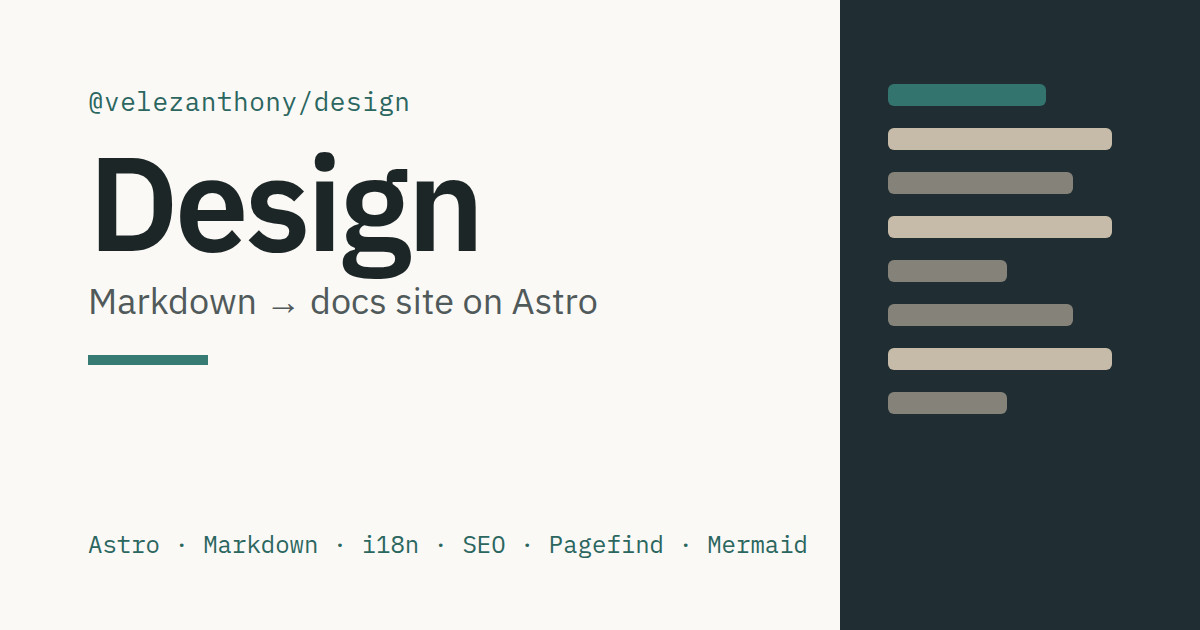 @velezanthony/design
Design
Markdown → docs site on Astro
Astro · Markdown · i18n · SEO · Pagefind · Mermaid